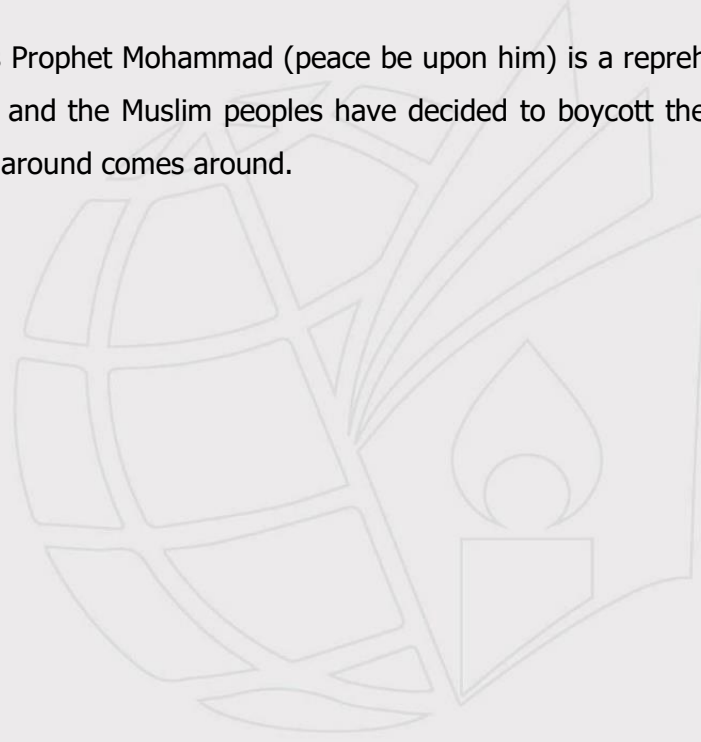 Prophet Mohammad (peace be upon him) is a
and the Muslim peoples have decided to boycott the
around comes around.